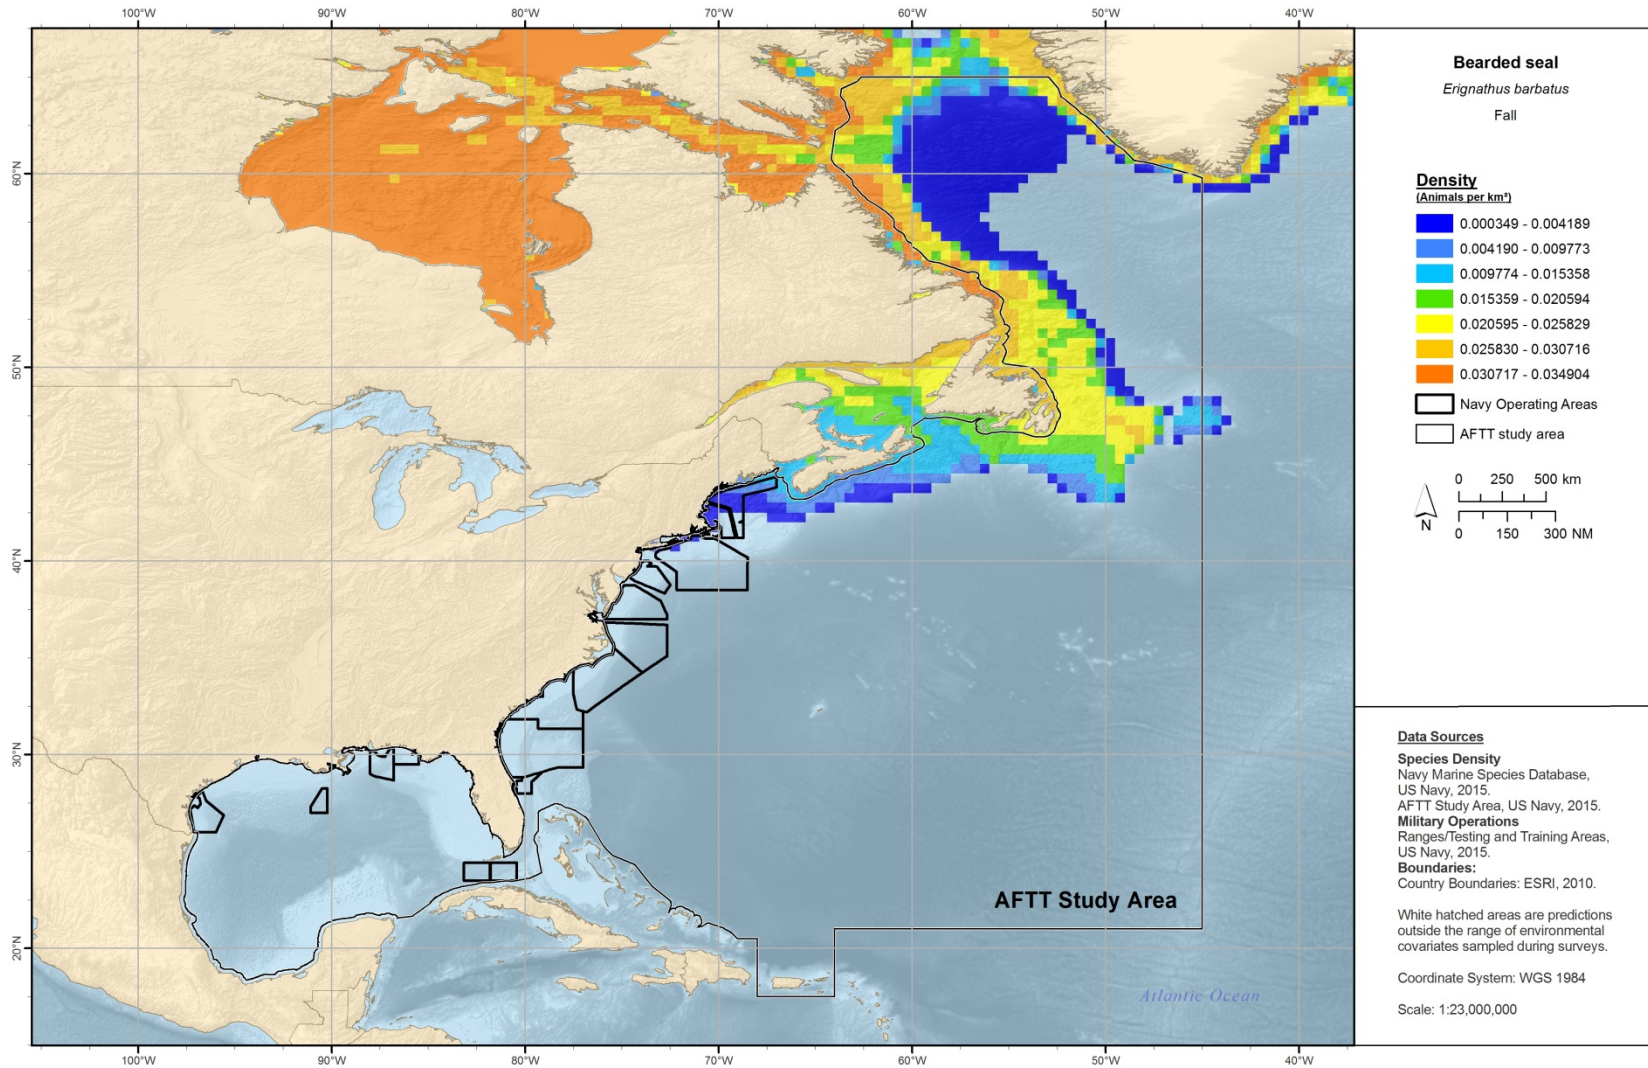 100°W 90°W 80°W 70°W 60°W 50°W 40°W
60°N
50°N
40°N
30°N
20°N
AFTT Study Area
Atlantic Ocean
100°W 90°W 80°W 70°W 60°W 50°W 40°W
Bearded seal
Erignathus barbatus
Fall
Density
(Animals per km²)
0.000349 - 0.004189
0.004190 - 0.009773
0.009774 - 0.015358
0.015359 - 0.020594
0.020595 - 0.025829
0.025830 - 0.030716
0.030717 - 0.034904
Navy Operating Areas
AFTT study area
N
0 250 500 km
0 150 300 NM
Data Sources
Species Density
Navy Marine Species Database,
US Navy, 2015.
AFTT Study Area, US Navy, 2015.
Military Operations
Ranges/Testing and Training Areas,
US Navy, 2015.
Boundaries:
Country Boundaries: ESRI, 2010.
White hatched areas are predictions
outside the range of environmental
covariates sampled during surveys.
Coordinate System: WGS 1984
Scale: 1:23,000,000